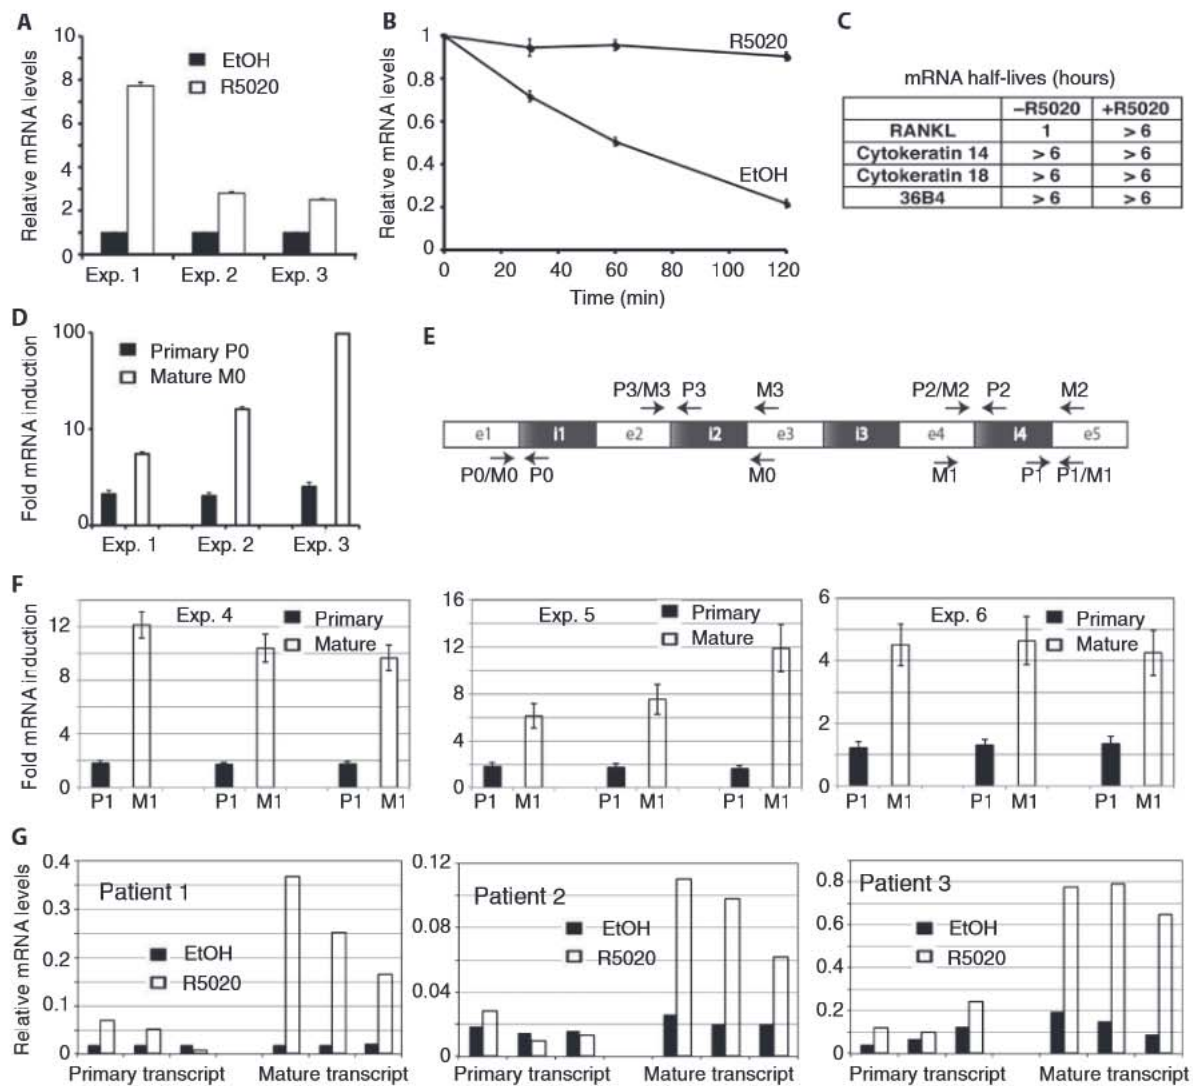 A
Relative mRNA levels
10
8
6
4
2
0
EtOH
R5020
Exp. 1 Exp. 2 Exp. 3
B
Relative mRNA levels
1
0.8
0.6
0.4
0.2
0
R5020
EtOH
0 20 40 60 80 100 120
Time (min)
C
mRNA half-lives (hours)
–R5020 +R5020
RANKL 1 > 6
Cytokeratin 14 > 6 > 6
Cytokeratin 18 > 6 > 6
36B4 > 6 > 6
D
Fold mRNA induction
100
10
0
Primary P0
Mature M0
Exp. 1 Exp. 2 Exp. 3
E
P3/M3 P3 M3 P2/M2 P2 M2
e1 i1 e2 i2 e3 i3 e4 i4 e5
P0/M0 P0 M0 M1 P1 P1/M1
F
Fold mRNA induction
12
8
4
0
Exp. 4
Primary
Mature
P1 M1 P1 M1 P1 M1
16
12
8
4
0
Exp. 5
Primary
Mature
P1 M1 P1 M1 P1 M1
6
4
2
0
Exp. 6
Primary
Mature
P1 M1 P1 M1 P1 M1
G
Relative mRNA levels
0.4
0.3
0.2
0.1
0
Patient 1
EtOH
R5020
Primary transcript Mature transcript
0.12
0.08
0.04
0
Patient 2
EtOH
R5020
Primary transcript Mature transcript
0.8
0.6
0.4
0.2
0
Patient 3
EtOH
R5020
Primary transcript Mature transcript